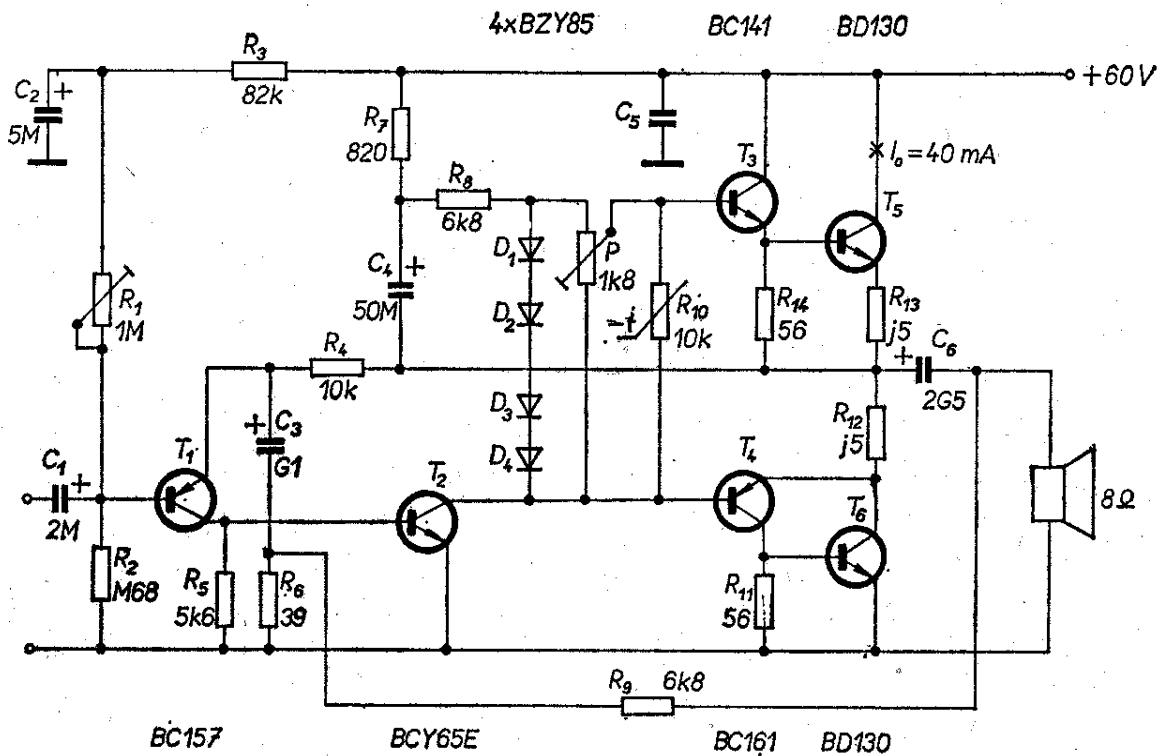 4xBZY85 BC141 BD130
R3
82k
+60V
C2 +
5M
R7
820
C5
I0 = 40 mA
T3
T5
R8
6k8
D1
P
1k8
C4 +
50M
D2
R10
10k
-t
R14
56
R13
j5
R1
1M
R4
10k
+ C6
2G5
+ C3
G1
D3
D4
R12
j5
C1 +
2M
T1
T2
T4
T6
8Ω
R2
M68
R5
5k6
R6
39
R11
56
R9 6k8
BC157 BCY65E BC161 BD130